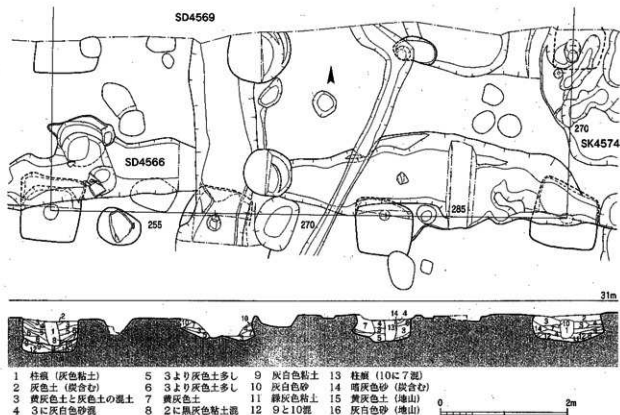 SD4569
270
SD4566
SK4574
255
270
285
31m
1 柱痕 (灰色粘土)
2 灰色土 (炭含む)
3 黄灰色土と灰色土の混土
4 3に灰白色砂混
5 3より灰色土多し
6 3より灰色土多し
7 黄灰色土
8 2に黒灰色粘土混
9 灰白色粘土
10 灰白色砂
11 緑灰色粘土
12 9と10混
13 柱痕 (10に7混)
14 暗灰色砂 (炭含む)
15 黄灰色土 (地山)
16 灰白色砂 (地山)
0 2m